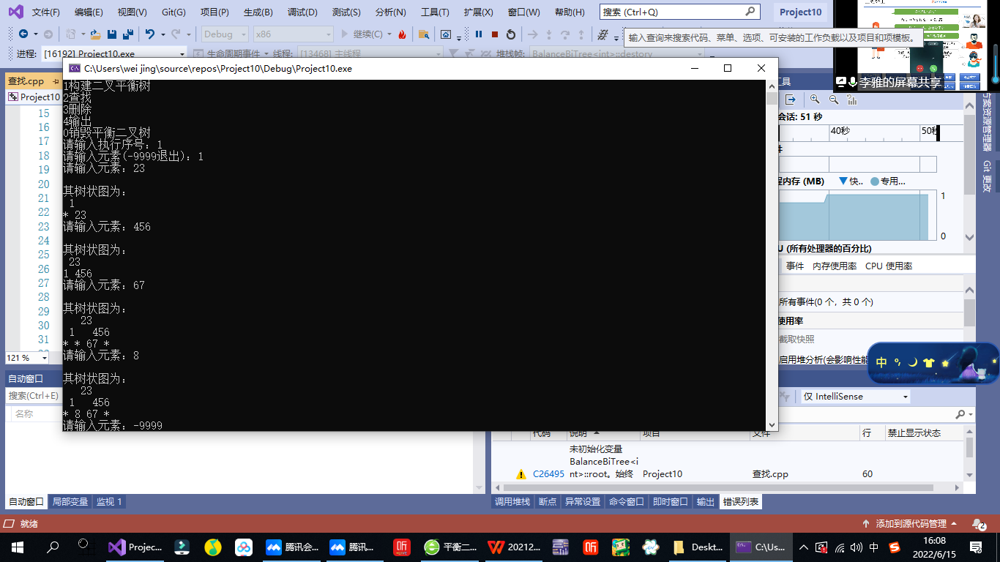 文件(F) 编辑(E) 视图(V) Git(G) 项目(P) 生成(B) 调试(D) 测试(S) 分析(N) 工具(T) 扩展(X) 窗口(W) 帮助(H) 搜索 (Ctrl+Q) Project10
Debug x86 继续(C)
输入查询来搜索代码、菜单、选项、可安装的工作负载以及项目和项模板。
进程: [16192] Project10.exe 生命周期事件 线程: [13468] 主线程 堆栈帧: BalanceBiTree<int>::destory
李雅的屏幕共享
C:\Users\wei jing\source\repos\Project10\Debug\Project10.exe
查找.cpp
Project10
15
16
17
18
19
20
21
22
23
24
25
26
27
28
29
30
31
121 %
1构建二叉平衡树
2查找
3删除
4输出
0销毁平衡二叉树
请输入执行序号: 1
请输入元素(-9999退出): 1
请输入元素: 23
其树状图为:
1
* 23
请输入元素: 456
其树状图为:
23
1 456
请输入元素: 67
其树状图为:
23
1 456
* * 67 *
请输入元素: 8
其树状图为:
23
1 456
* 8 67 *
请输入元素: -9999
工具
会话: 51 秒
40秒 50秒
件
程内存 (MB) 快.. 专用...
1
0
U (所有处理器的百分比)
事件 内存使用率 CPU 使用率
所有事件(0 个，共 0 个)
使用率
截取快照
启用堆分析(会影响性能
方案资源管理器
Git 更改
中
自动窗口
搜索(Ctrl+E)
名称
仅 IntelliSense
代码 说明 项目 文件 行 禁止显示状态
未初始化变量
BalanceBiTree<i
C26495 nt>::root。始终 Project10 查找.cpp 60
自动窗口 局部变量 监视 1
调用堆栈 断点 异常设置 命令窗口 即时窗口 输出 错误列表
就绪 添加到源代码管理 2
Projec... 腾讯会... 腾讯... 平衡二... 20212... Deskt... C:\Us... 中 16:08
2022/6/15